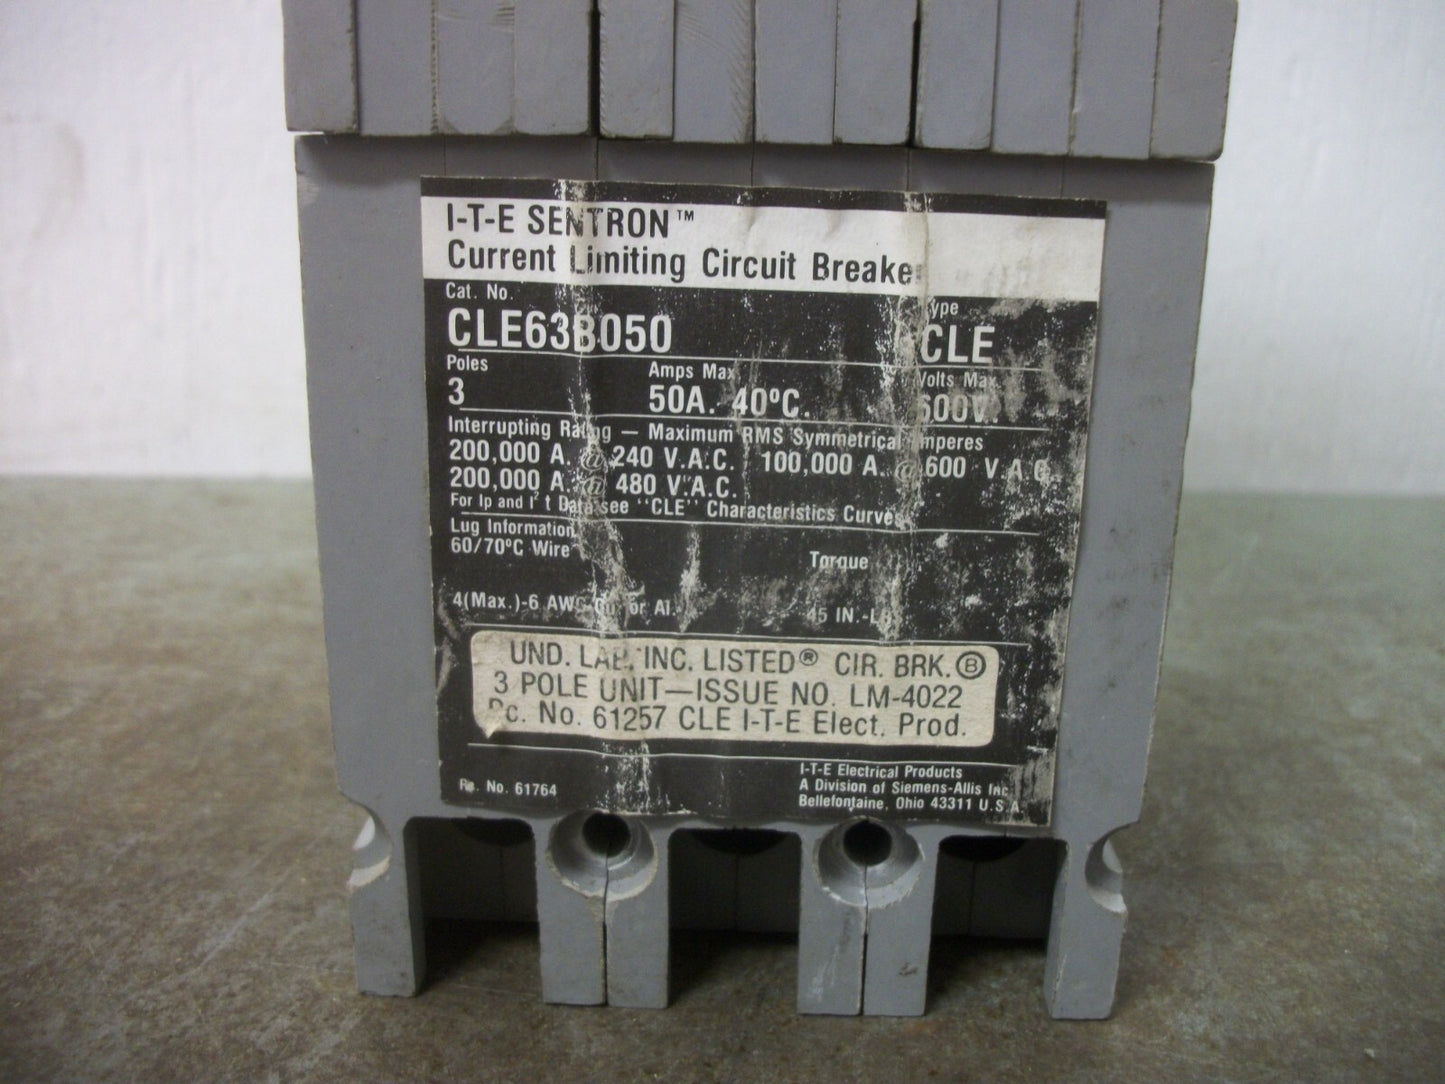 I-T-E SENTRON™
Current Limiting Circuit Breaker
Cat. No. Type
CLE63B050 CLE
Poles Amps Max. Volts Max.
3 50A. 40ºC. 600V.
Interrupting Rating — Maximum RMS Symmetrical Amperes
200,000 A. @ 240 V.A.C. 100,000 A. @ 600 V.A.C.
200,000 A. @ 480 V.A.C.
For Ip and I² t Data see "CLE" Characteristics Curves
Lug Information
60/70ºC Wire Torque
4(Max.)-6 AWG Cu or Al. 45 IN.-LB
UND. LAB. INC. LISTED® CIR. BRK. Ⓑ
3 POLE UNIT—ISSUE NO. LM-4022
Pc. No. 61257 CLE I-T-E Elect. Prod.
I-T-E Electrical Products
Pc. No. 61764 A Division of Siemens-Allis Inc.
Bellefontaine, Ohio 43311 U.S.A.